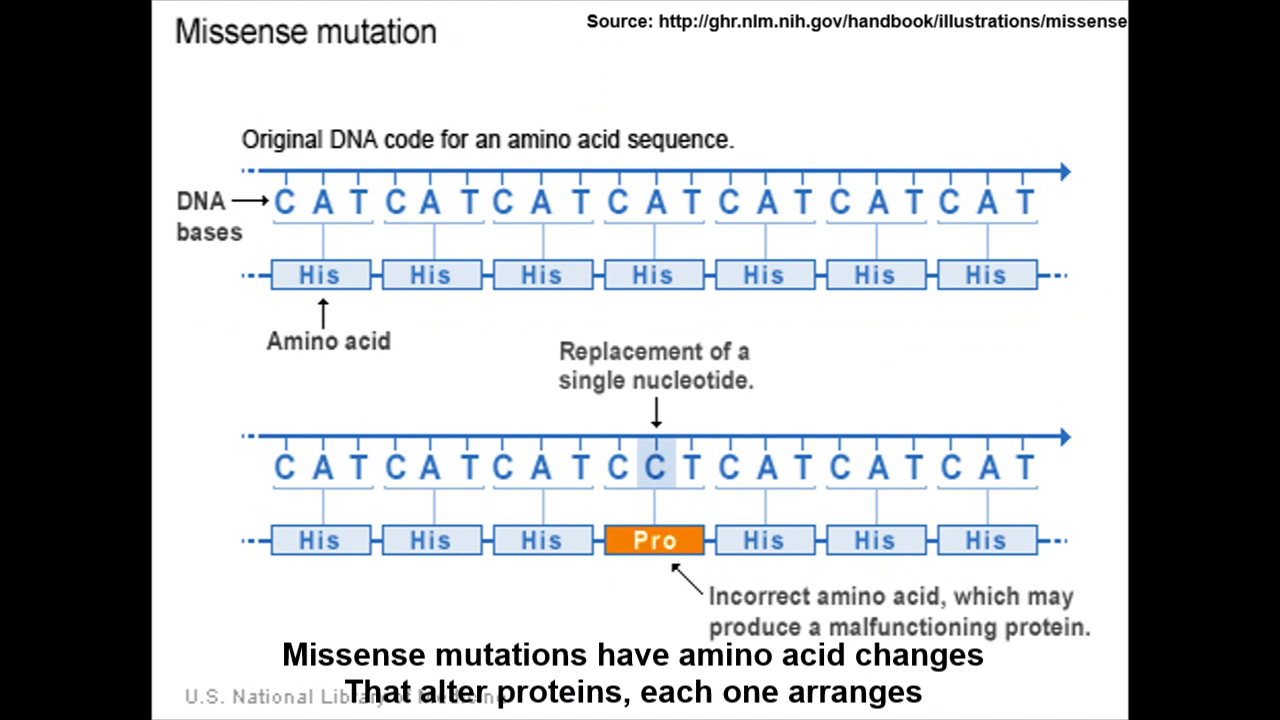 Missense mutation
Source: http://ghr.nlm.nih.gov/handbook/illustrations/missense
Original DNA code for an amino acid sequence.
DNA bases
C A T C A T C A T C A T C A T C A T C A T
His His His His His His His
Amino acid
Replacement of a
single nucleotide.
C A T C A T C A T C C T C A T C A T C A T
His His His Pro His His His
Incorrect amino acid, which may
produce a malfunctioning protein.
Missense mutations have amino acid changes
That alter proteins, each one arranges
U.S. National Library of Medicine